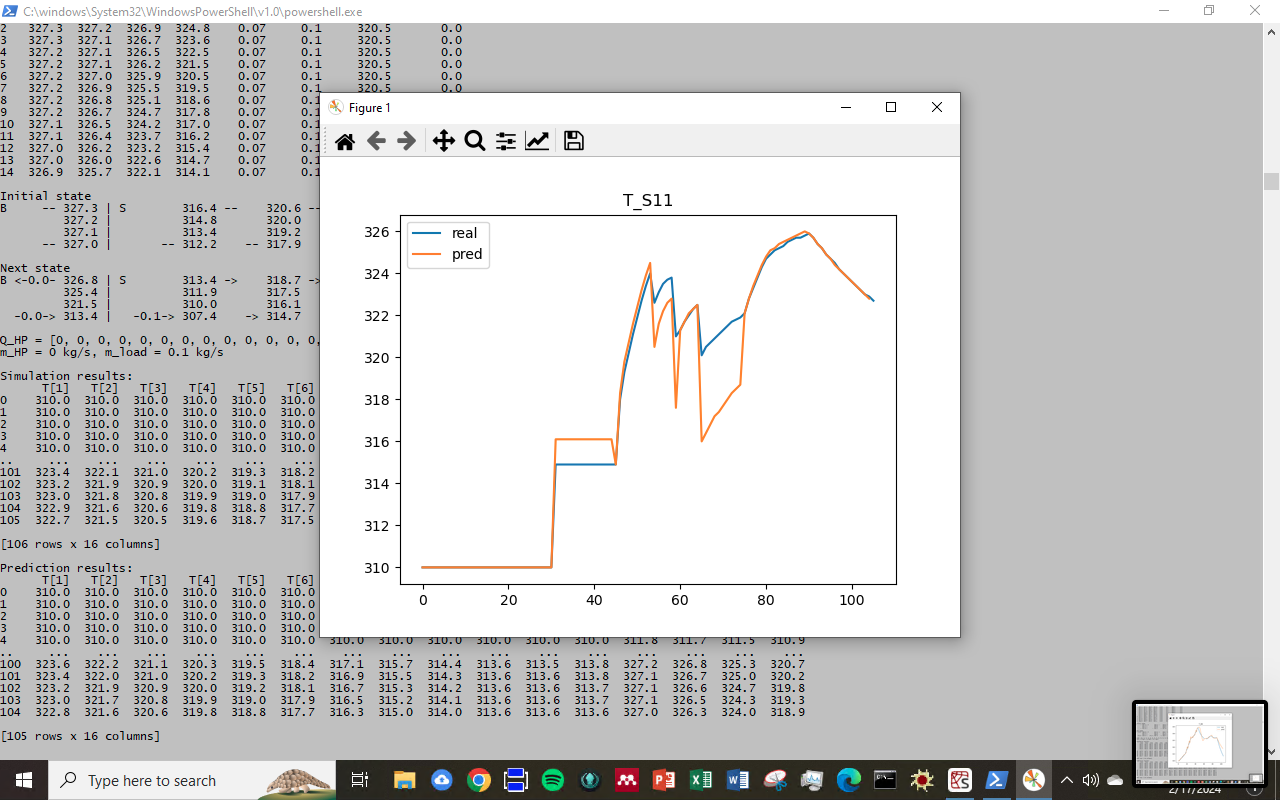 C:\windows\System32\WindowsPowerShell\v1.0\powershell.exe
2 327.3 327.2 326.9 324.8 0.07 0.1 320.5 0.0
3 327.3 327.1 326.7 323.6 0.07 0.1 320.5 0.0
4 327.2 327.1 326.5 322.5 0.07 0.1 320.5 0.0
5 327.2 327.1 326.2 321.5 0.07 0.1 320.5 0.0
6 327.2 327.0 325.9 320.5 0.07 0.1 320.5 0.0
7 327.2 326.9 325.5 319.5 0.07 0.1 320.5 0.0
8 327.2 326.8 325.1 318.6 0.07 0.1
9 327.2 326.7 324.7 317.8 0.07 0.1
10 327.1 326.5 324.2 317.0 0.07 0.1
11 327.1 326.4 323.7 316.2 0.07 0.1
12 327.0 326.2 323.2 315.4 0.07 0.1
13 327.0 326.0 322.6 314.7 0.07 0.1
14 326.9 325.7 322.1 314.1 0.07 0.1
Initial state
B -- 327.3 | S 316.4 -- 320.6 --
327.2 | 314.8 320.0
327.1 | 313.4 319.2
-- 327.0 | -- 312.2 -- 317.9
Next state
B <-0.0- 326.8 | S 313.4 -> 318.7 ->
325.4 | 311.9 317.5
321.5 | 310.0 316.1
-0.0-> 313.4 | -0.1-> 307.4 -> 314.7
Q_HP = [0, 0, 0, 0, 0, 0, 0, 0, 0, 0, 0, 0,
m_HP = 0 kg/s, m_load = 0.1 kg/s
Simulation results:
T[1] T[2] T[3] T[4] T[5] T[6]
0 310.0 310.0 310.0 310.0 310.0 310.0
1 310.0 310.0 310.0 310.0 310.0 310.0
2 310.0 310.0 310.0 310.0 310.0 310.0
3 310.0 310.0 310.0 310.0 310.0 310.0
4 310.0 310.0 310.0 310.0 310.0 310.0
.. ... ... ... ... ... ...
101 323.4 322.1 321.0 320.2 319.3 318.2
102 323.2 321.9 320.9 320.0 319.1 318.1
103 323.0 321.8 320.8 319.9 319.0 317.9
104 322.9 321.6 320.6 319.8 318.8 317.7
105 322.7 321.5 320.5 319.6 318.7 317.5
[106 rows x 16 columns]
Prediction results:
T[1] T[2] T[3] T[4] T[5] T[6]
0 310.0 310.0 310.0 310.0 310.0 310.0
1 310.0 310.0 310.0 310.0 310.0 310.0
2 310.0 310.0 310.0 310.0 310.0 310.0
3 310.0 310.0 310.0 310.0 310.0 310.0
4 310.0 310.0 310.0 310.0 310.0 310.0 310.0 310.0 310.0 310.0 310.0 310.0 311.8 311.7 311.5 310.9
.. ... ... ... ... ... ... ... ... ... ... ... ... ... ... ... ...
100 323.6 322.2 321.1 320.3 319.5 318.4 317.1 315.7 314.4 313.6 313.5 313.8 327.2 326.8 325.3 320.7
101 323.4 322.0 321.0 320.2 319.3 318.2 316.9 315.5 314.3 313.6 313.6 313.8 327.1 326.7 325.0 320.2
102 323.2 321.9 320.9 320.0 319.2 318.1 316.7 315.3 314.2 313.6 313.6 313.7 327.1 326.6 324.7 319.8
103 323.0 321.7 320.8 319.9 319.0 317.9 316.5 315.2 314.1 313.6 313.6 313.7 327.1 326.5 324.3 319.3
104 322.8 321.6 320.6 319.8 318.8 317.7 316.3 315.0 314.0 313.6 313.6 313.6 327.0 326.3 324.0 318.9
[105 rows x 16 columns]
Figure 1
T_S11
real
pred
326
324
322
320
318
316
314
312
310
0 20 40 60 80 100
Type here to search
2/17/2024